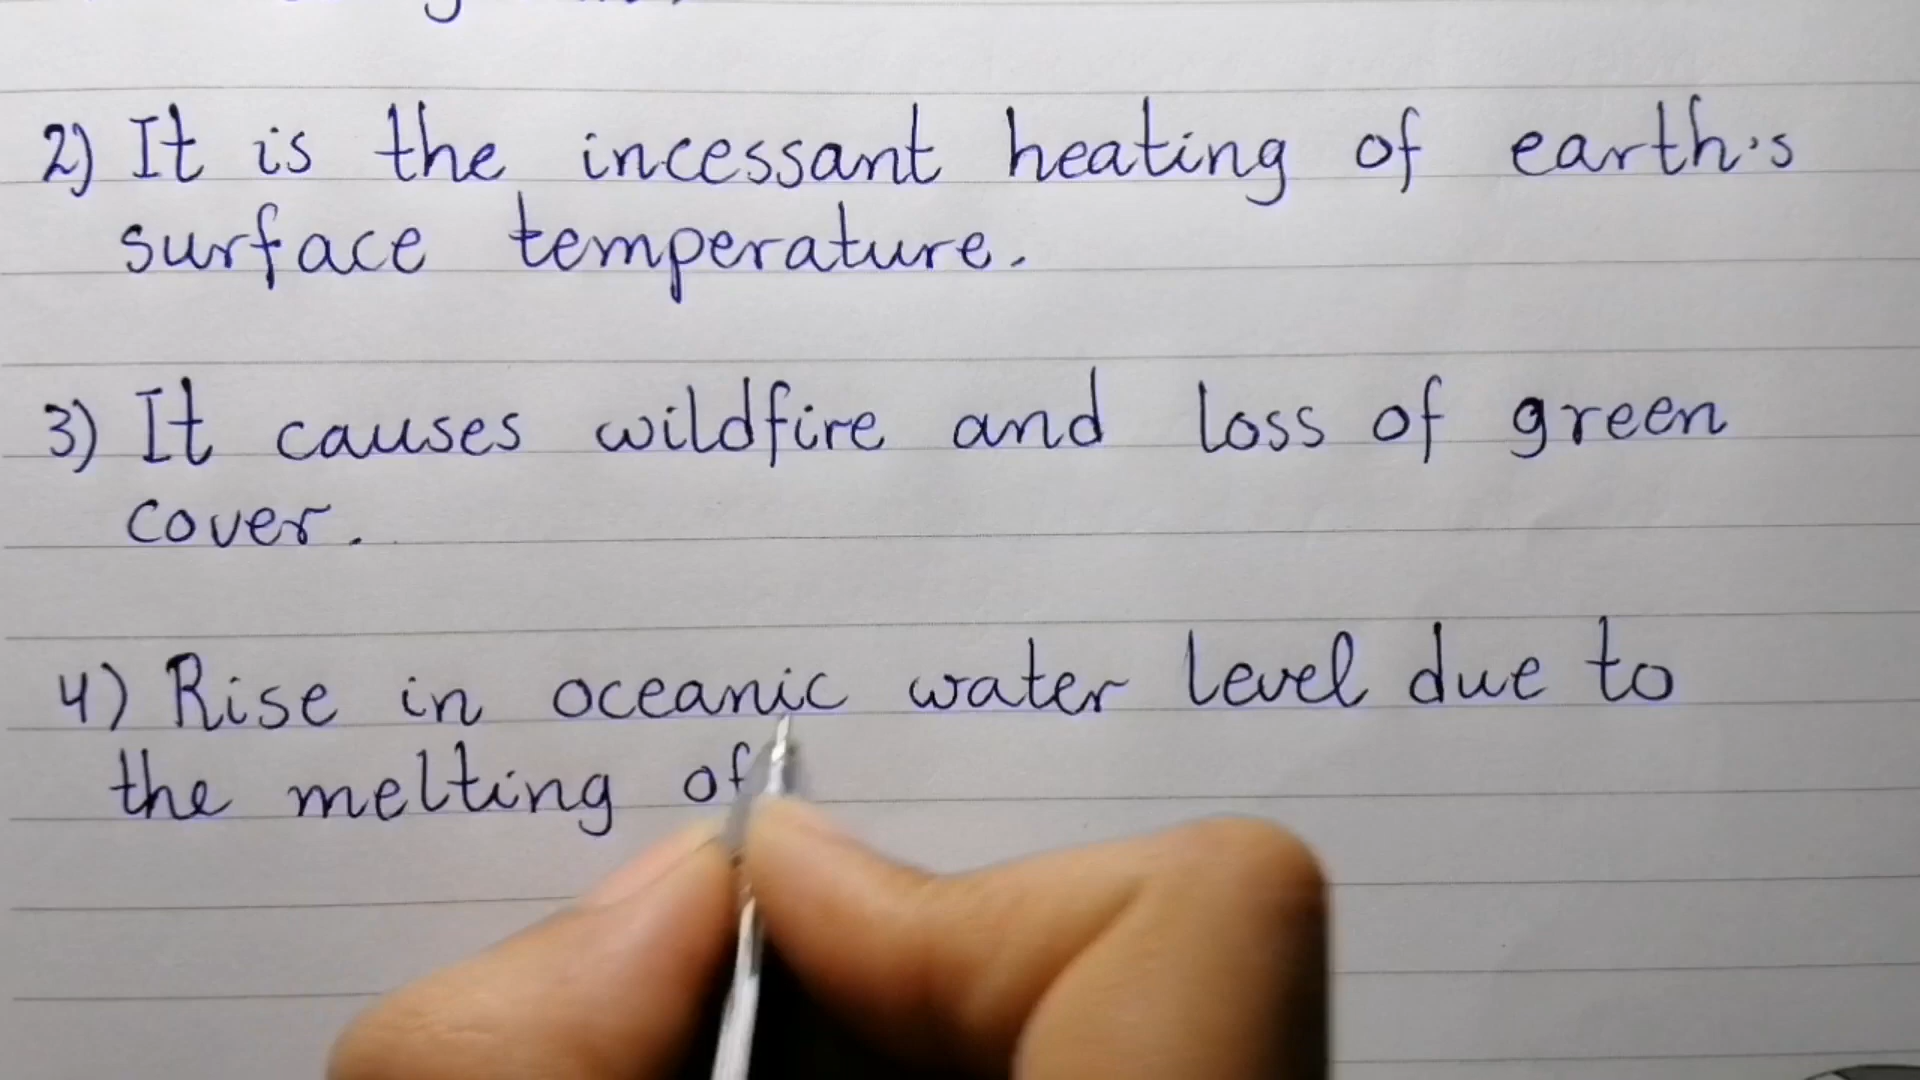 2) It is the incessant heating of earth's
surface temperature.
3) It causes wildfire and loss of green
cover.
4) Rise in oceanic water level due to
the melting of